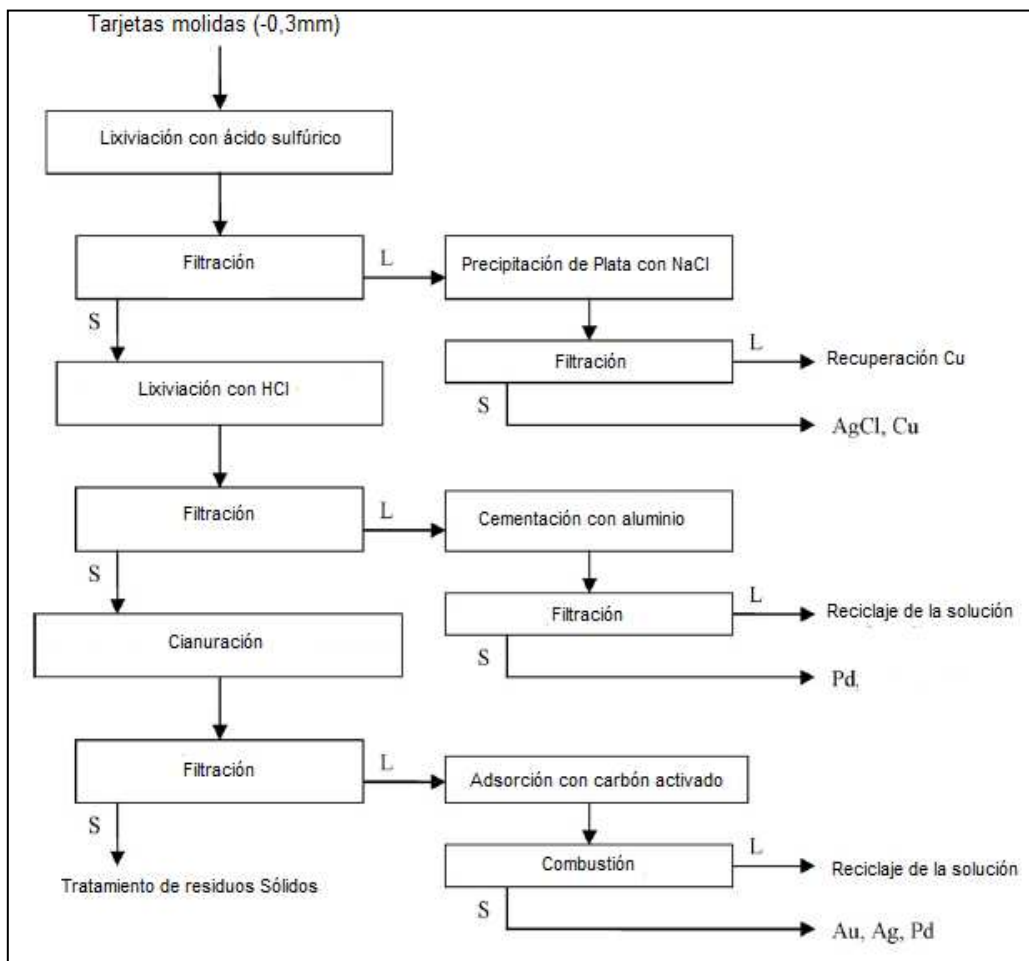 Tarjetas molidas (-0,3mm)
Lixiviación con ácido sulfúrico
Filtración
L
Precipitación de Plata con NaCl
S
Filtración
L
Recuperación Cu
Lixiviación con HCl
S
AgCl, Cu
Filtración
L
Cementación con aluminio
S
Filtración
L
Reciclaje de la solución
Cianuración
S
Pd,
Filtración
L
Adsorción con carbón activado
S
Combustión
L
Reciclaje de la solución
Tratamiento de residuos Sólidos
S
Au, Ag, Pd